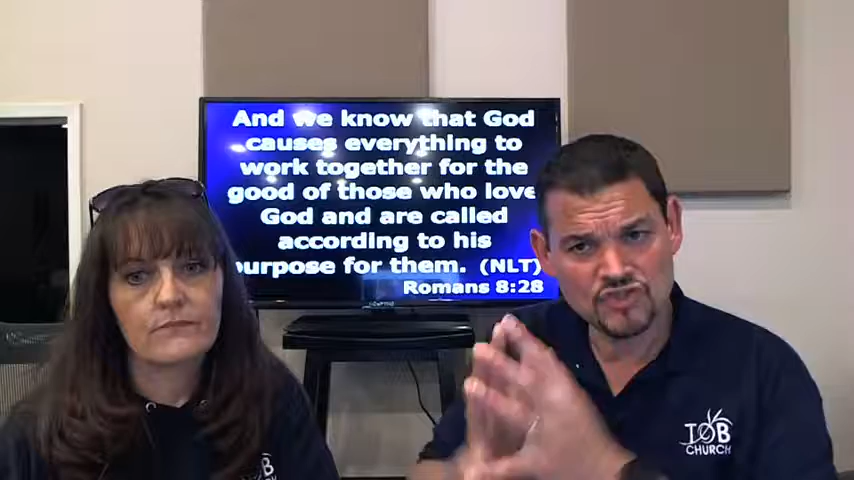 And we know that God
causes everything to
work together for the
good of those who love
God and are called
according to his
purpose for them. (NLT)
Romans 8:28
CHURCH